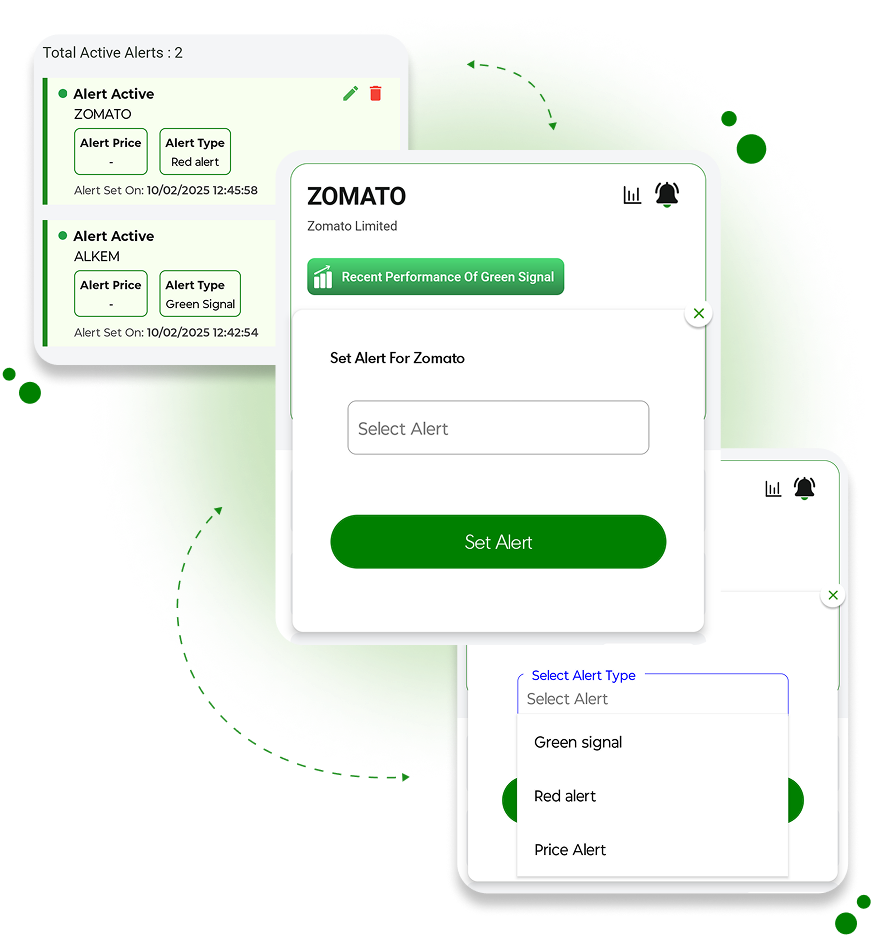 Total Active Alerts : 2
Alert Active
ZOMATO
Alert Price Alert Type
- Red alert
Alert Set On: 10/02/2025 12:45:58
Alert Active
ALKEM
Alert Price Alert Type
- Green Signal
Alert Set On: 10/02/2025 12:42:54
ZOMATO
Zomato Limited
Recent Performance Of Green Signal
Set Alert For Zomato
Select Alert
Set Alert
Select Alert Type
Select Alert
Green signal
Red alert
Price Alert